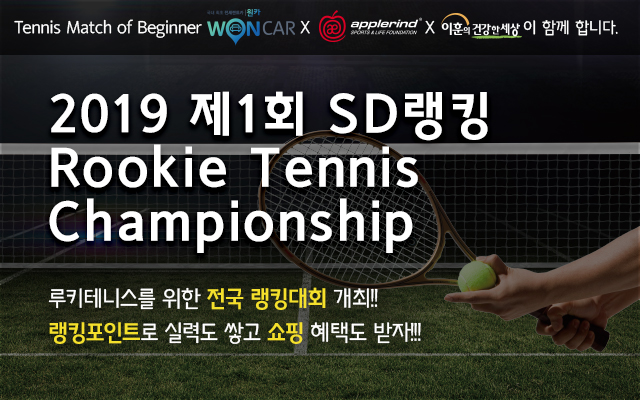 Tennis Match of Beginner WONCAR X applerind® SPORTS & LIFE FOUNDATION X 이훈의 건강한세상 이 함께 합니다.
2019 제1회 SD랭킹
Rookie Tennis
Championship
루키테니스를 위한 전국 랭킹대회 개최!!
랭킹포인트로 실력도 쌓고 쇼핑 혜택도 받자!!!